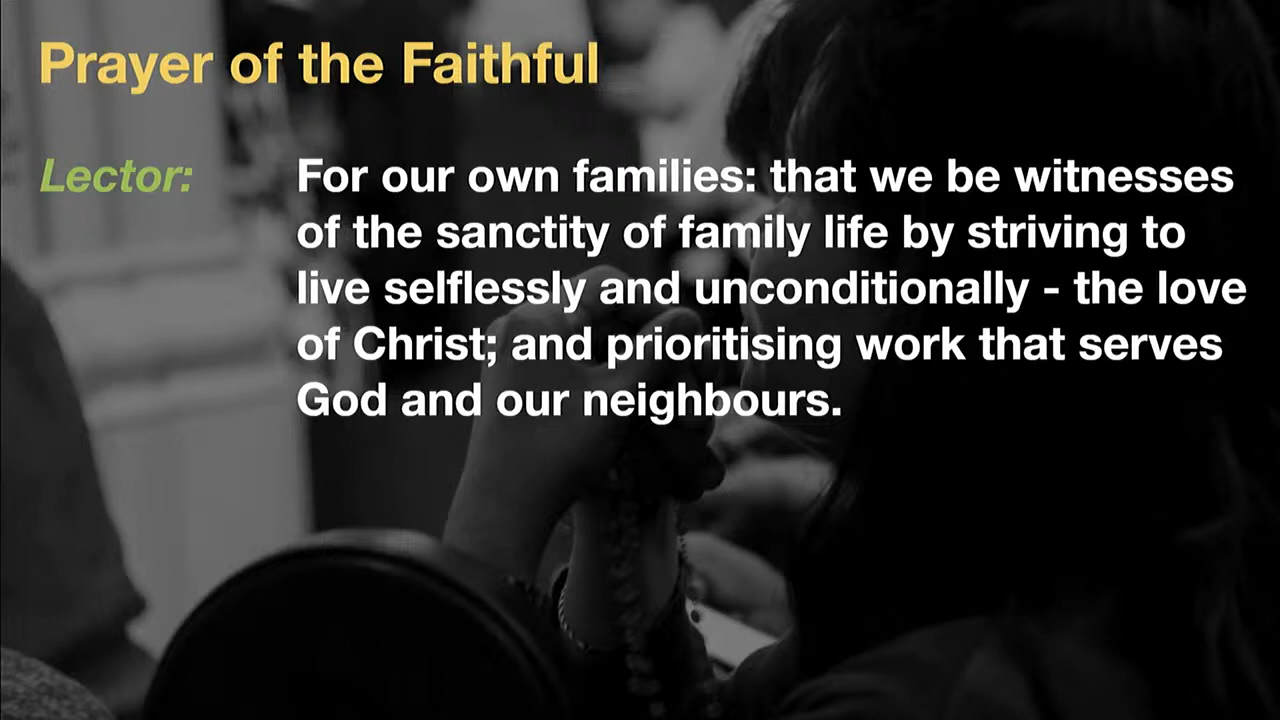 Prayer of the Faithful
Lector: For our own families: that we be witnesses
of the sanctity of family life by striving to
live selflessly and unconditionally - the love
of Christ; and prioritising work that serves
God and our neighbours.